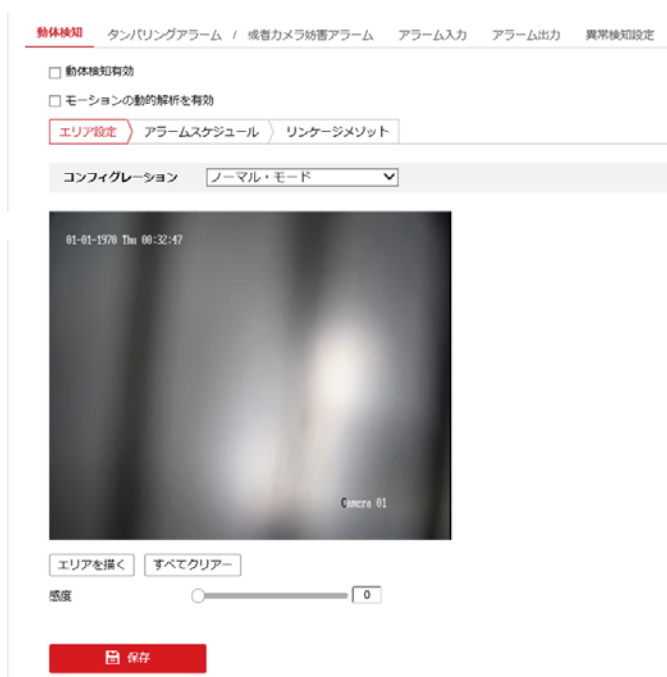 動体検知 タンパリングアラーム / 或者カメラ妨害アラーム アラーム入力 アラーム出力 異常検知設定
動体検知有効
モーションの動的解析を有効
エリア設定 アラームスケジュール リンケージメソット
コンフィグレーション ノーマル・モード
01-01-1970 Thu 00:32:47
Camera 01
エリアを描く すべてクリアー
感度 0
保存